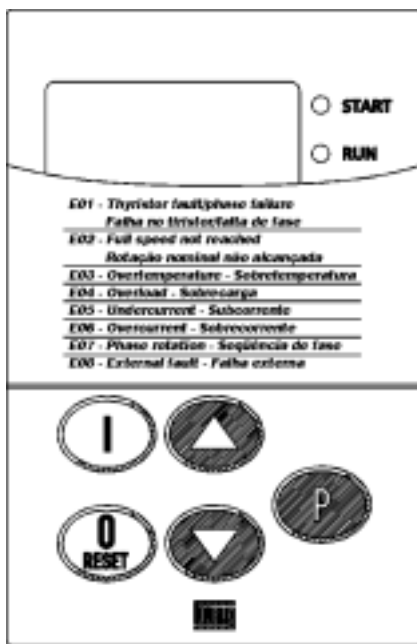 START
RUN
E01 - Thyristor fault/phase failure
Falha no tiristor/falta de fase
E02 - Full speed not reached
Rotação nominal não alcançada
E03 - Overtemperature - Sobretemperatura
E04 - Overload - Sobrecarga
E05 - Undercurrent - Subcorrente
E06 - Overcurrent - Sobrecorrente
E07 - Phase rotation - Seqüência de fase
E08 - External fault - Falha externa
I
P
0
RESET